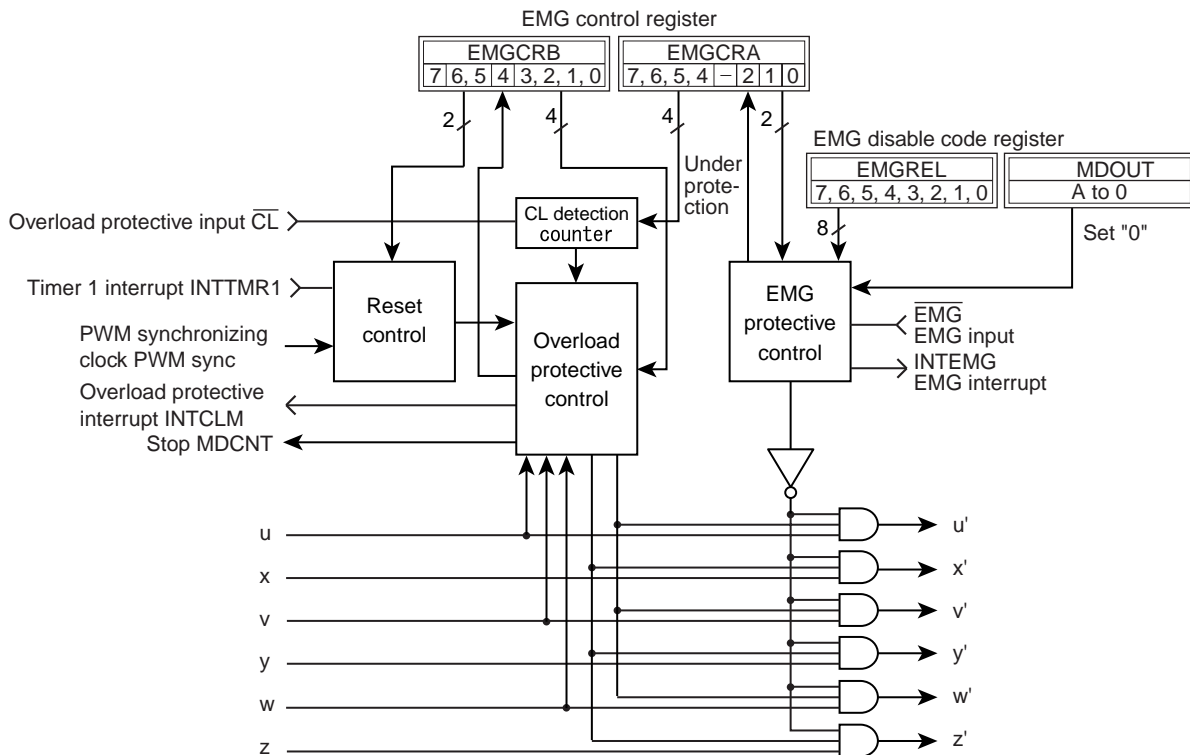 EMG control register
EMGCRB
7 6, 5 4 3, 2, 1, 0
EMGCRA
7, 6, 5, 4 – 2 1 0
2
4
4
2
Under
prote-
ction
EMG disable code register
EMGREL
7, 6, 5, 4, 3, 2, 1, 0
MDOUT
A to 0
8
Set "0"
Overload protective input C̅L̅
CL detection
counter
Timer 1 interrupt INTTMR1
Reset
control
PWM synchronizing
clock PWM sync
Overload
protective
control
EMG
protective
control
E̅M̅G̅
EMG input
INTEMG
EMG interrupt
Overload protective
interrupt INTCLM
Stop MDCNT
u
u'
x
x'
v
v'
y
y'
w
w'
z
z'